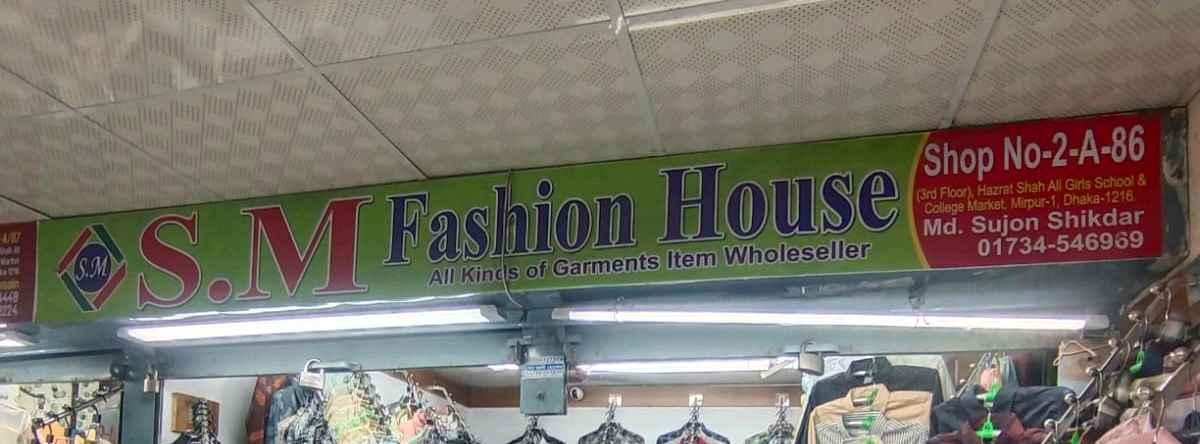 S.M
S.M Fashion House
All Kinds of Garments Item Wholeseller
Shop No-2-A-86
(3rd Floor), Hazrat Shah Ali Girls School &
College Market, Mirpur-1, Dhaka-1216.
Md. Sujon Shikdar
01734-546969